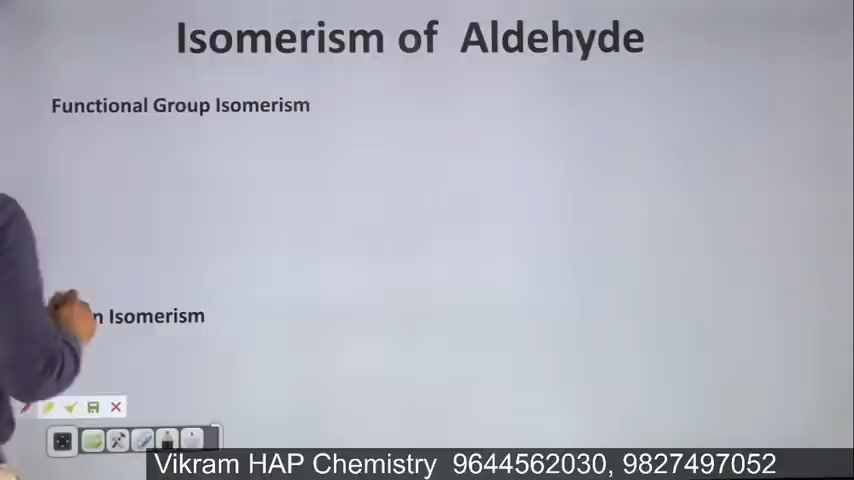 Isomerism of Aldehyde
Functional Group Isomerism
Isomerism
Vikram HAP Chemistry 9644562030, 9827497052